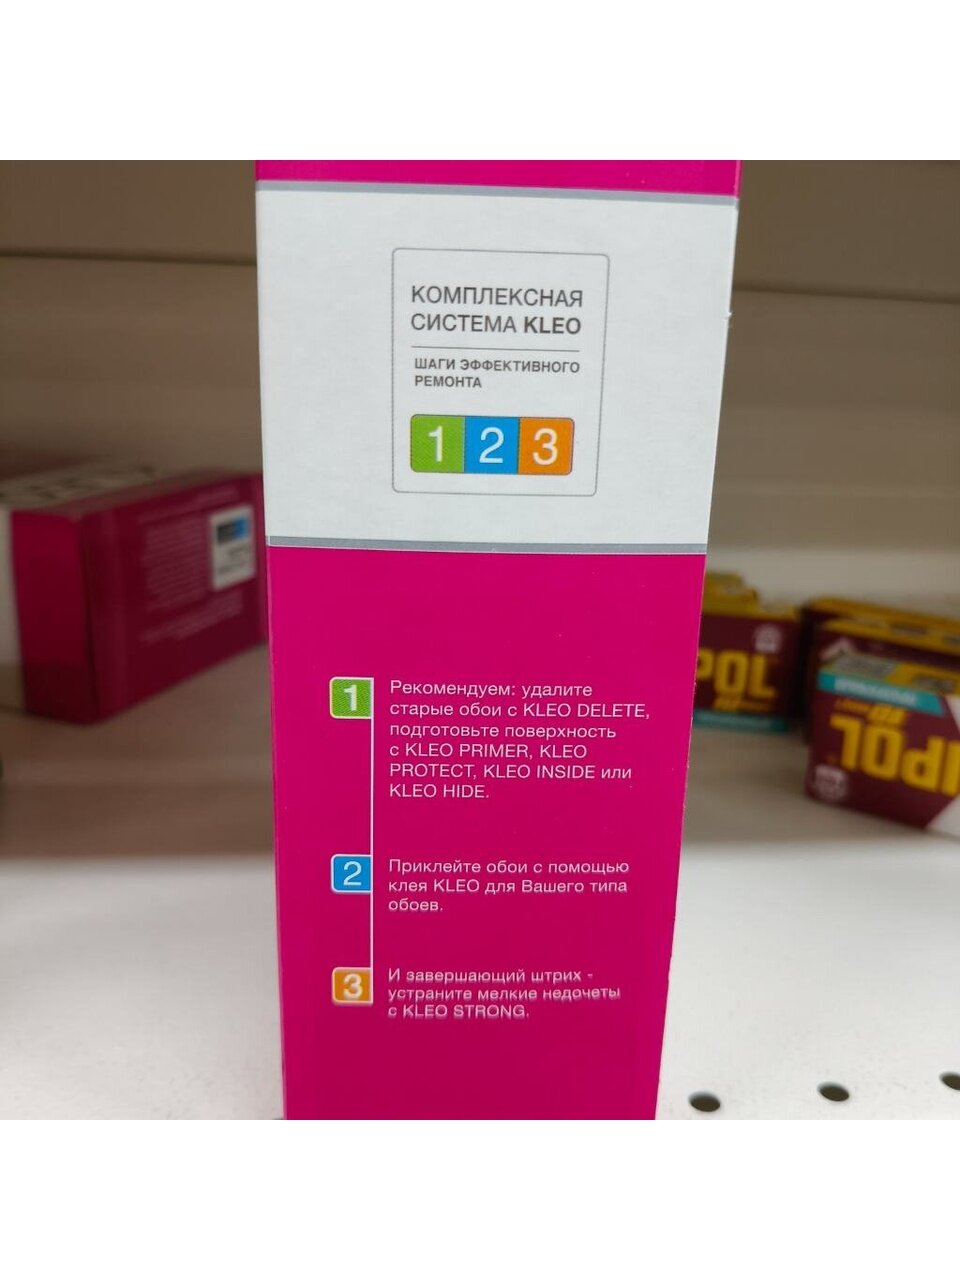 КОМПЛЕКСНАЯ
СИСТЕМА KLEO
ШАГИ ЭФФЕКТИВНОГО
РЕМОНТА
1 2 3
1 Рекомендуем: удалите
старые обои с KLEO DELETE,
подготовьте поверхность
с KLEO PRIMER, KLEO
PROTECT, KLEO INSIDE или
KLEO HIDE.
2 Приклейте обои с помощью
клея KLEO для Вашего типа
обоев.
3 И завершающий штрих -
устраните мелкие недочеты
с KLEO STRONG.
POL
IPOL